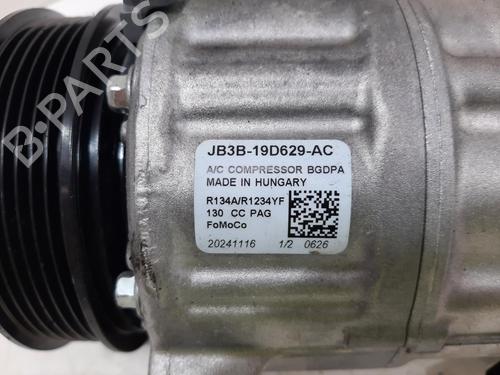 B-PARTS
JB3B-19D629-AC
A/C COMPRESSOR BGDPA
MADE IN HUNGARY
R134A/R1234YF
130 CC PAG
FoMoCo
20241116 1/2 0626